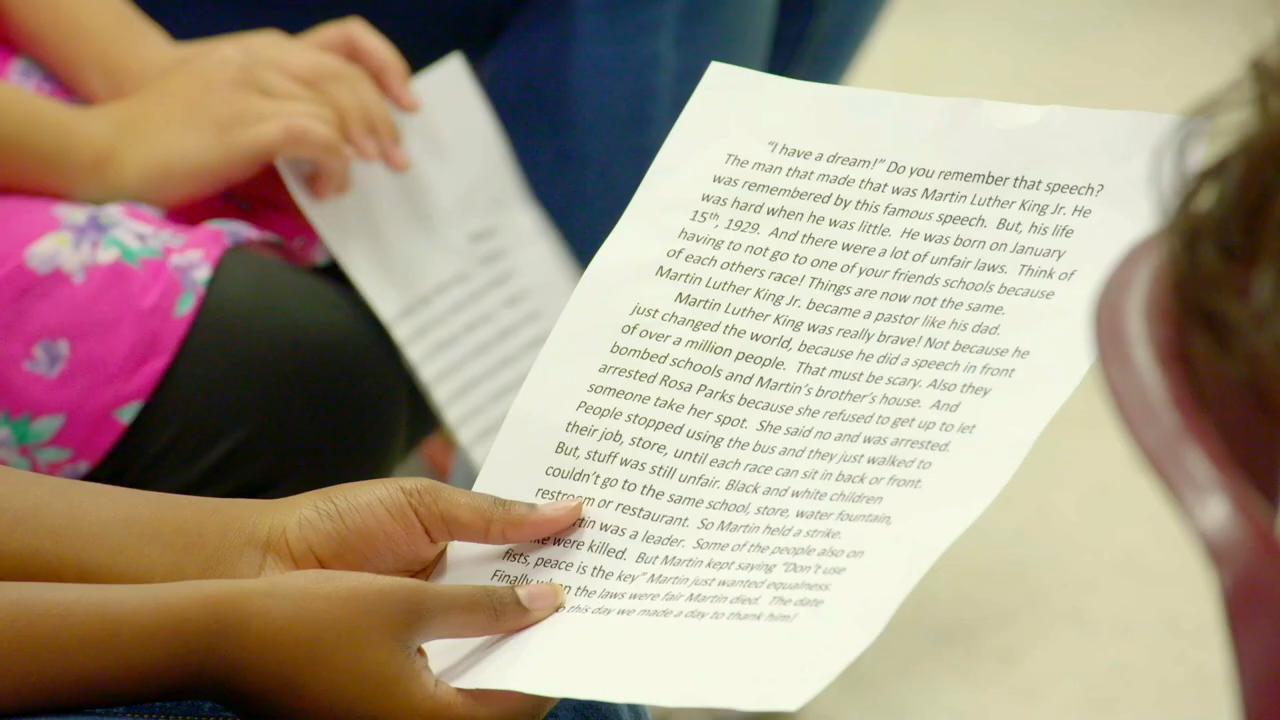 "I have a dream!" Do you remember that speech?
The man that made that was Martin Luther King Jr. He
was remembered by this famous speech. But, his life
was hard when he was little. He was born on January
15th, 1929. And there were a lot of unfair laws. Think of
having to not go to one of your friends schools because
of each others race! Things are now not the same.
Martin Luther King Jr. became a pastor like his dad.
Martin Luther King was really brave! Not because he
just changed the world, because he did a speech in front
of over a million people. That must be scary. Also they
bombed schools and Martin's brother's house. And
arrested Rosa Parks because she refused to get up to let
someone take her spot. She said no and was arrested.
People stopped using the bus and they just walked to
their job, store, until each race can sit in back or front.
But, stuff was still unfair. Black and white children
couldn't go to the same school, store, water fountain,
restroom or restaurant. So Martin held a strike.
was a leader. Some of the people also on
were killed. But Martin kept saying "Don't use
fists, peace is the key" Martin just wanted equalness.
Finally when the laws were fair Martin died. The date
this day we made a day to thank him!